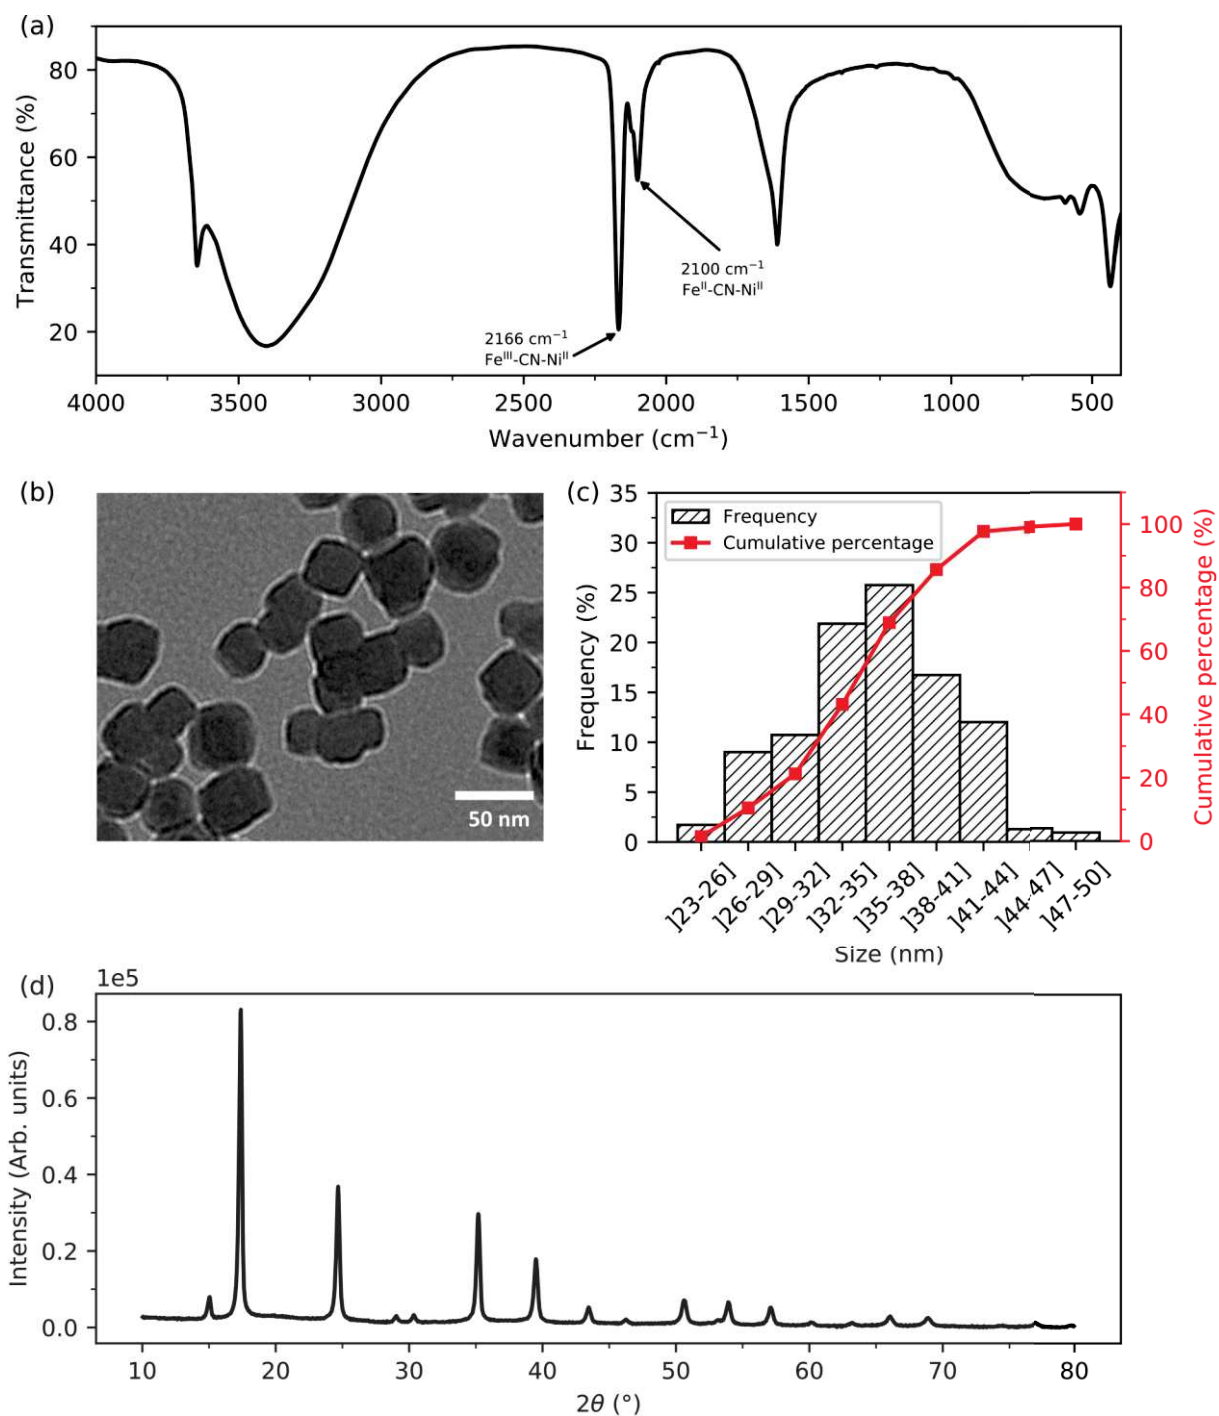 (a)
Transmittance (%)
80
60
40
20
2166 cm⁻¹
Feᴵᴵᴵ-CN-Niᴵᴵ
2100 cm⁻¹
Feᴵᴵ-CN-Niᴵᴵ
4000 3500 3000 2500 2000 1500 1000 500
Wavenumber (cm⁻¹)
(b)
50 nm
(c)
Frequency (%)
35
30
25
20
15
10
5
0
Frequency
Cumulative percentage
100
80
60
40
20
0
Cumulative percentage (%)
]23-26] ]26-29] ]29-32] ]32-35] ]35-38] ]38-41] ]41-44] ]44-47] ]47-50]
Size (nm)
(d)
1e5
Intensity (Arb. units)
0.8
0.6
0.4
0.2
0.0
10 20 30 40 50 60 70 80
2θ (°)